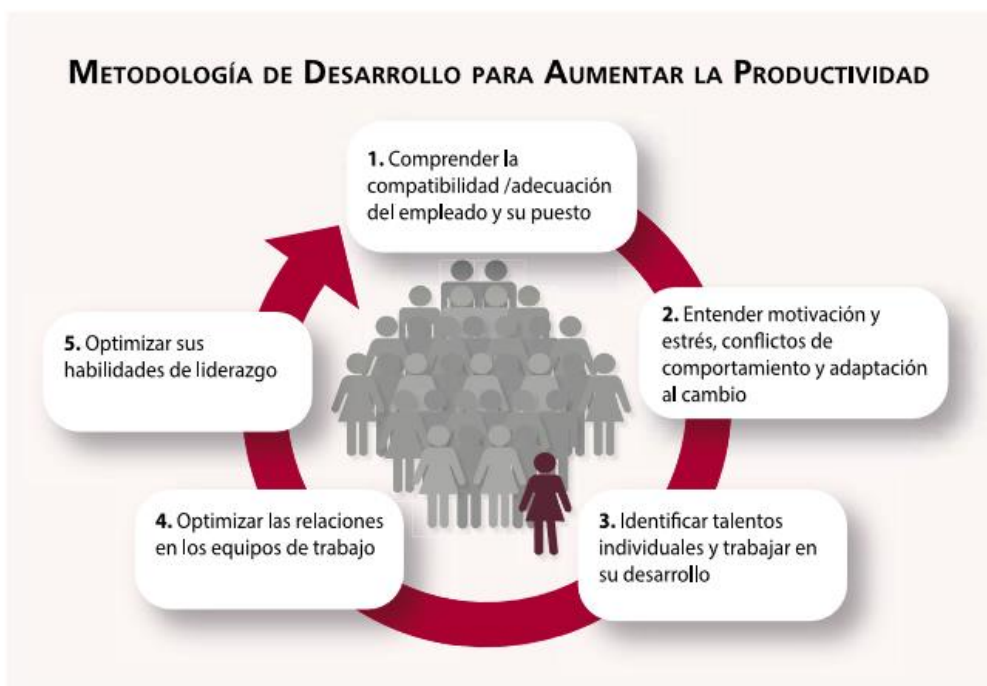 METODOLOGÍA DE DESARROLLO PARA AUMENTAR LA PRODUCTIVIDAD
1. Comprender la
compatibilidad /adecuación
del empleado y su puesto
2. Entender motivación y
estrés, conflictos de
comportamiento y adaptación
al cambio
3. Identificar talentos
individuales y trabajar en
su desarrollo
4. Optimizar las relaciones
en los equipos de trabajo
5. Optimizar sus
habilidades de liderazgo